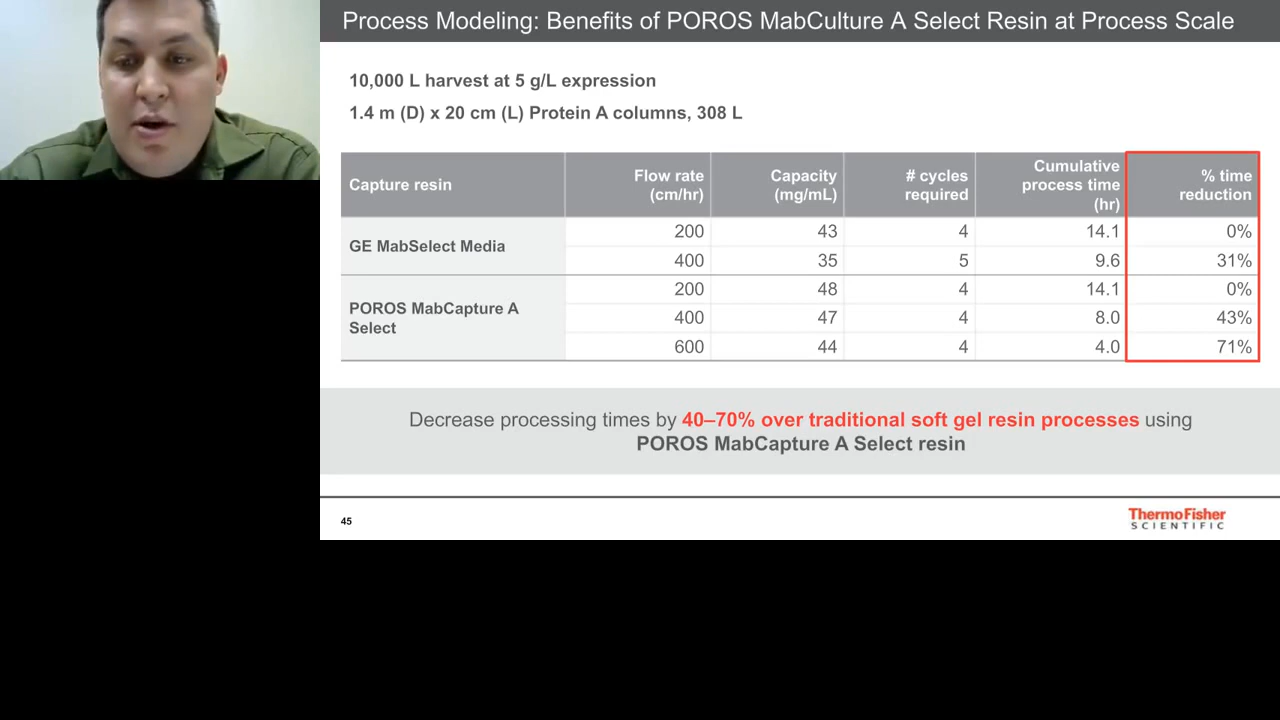 Process Modeling: Benefits of POROS MabCulture A Select Resin at Process Scale
10,000 L harvest at 5 g/L expression
1.4 m (D) x 20 cm (L) Protein A columns, 308 L
Capture resin
Flow rate
(cm/hr)
Capacity
(mg/mL)
# cycles
required
Cumulative
process time
(hr)
% time
reduction
GE MabSelect Media
200 43 4 14.1 0%
400 35 5 9.6 31%
POROS MabCapture A
Select
200 48 4 14.1 0%
400 47 4 8.0 43%
600 44 4 4.0 71%
Decrease processing times by 40–70% over traditional soft gel resin processes using
POROS MabCapture A Select resin
45
ThermoFisher
SCIENTIFIC